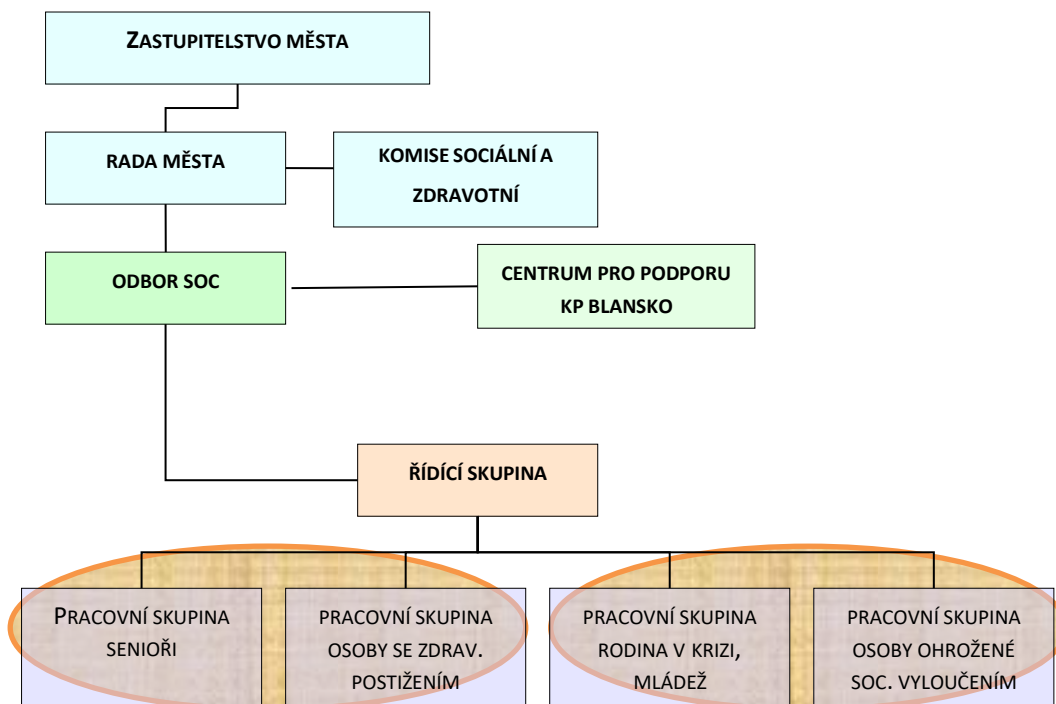 ZASTUPITELSTVO MĚSTA
RADA MĚSTA
KOMISE SOCIÁLNÍ A
ZDRAVOTNÍ
ODBOR SOC
CENTRUM PRO PODPORU
KP BLANSKO
ŘÍDÍCÍ SKUPINA
PRACOVNÍ SKUPINA
SENIOŘI
PRACOVNÍ SKUPINA
OSOBY SE ZDRAV.
POSTIŽENÍM
PRACOVNÍ SKUPINA
RODINA V KRIZI,
MLÁDEŽ
PRACOVNÍ SKUPINA
OSOBY OHROŽENÉ
SOC. VYLOUČENÍM